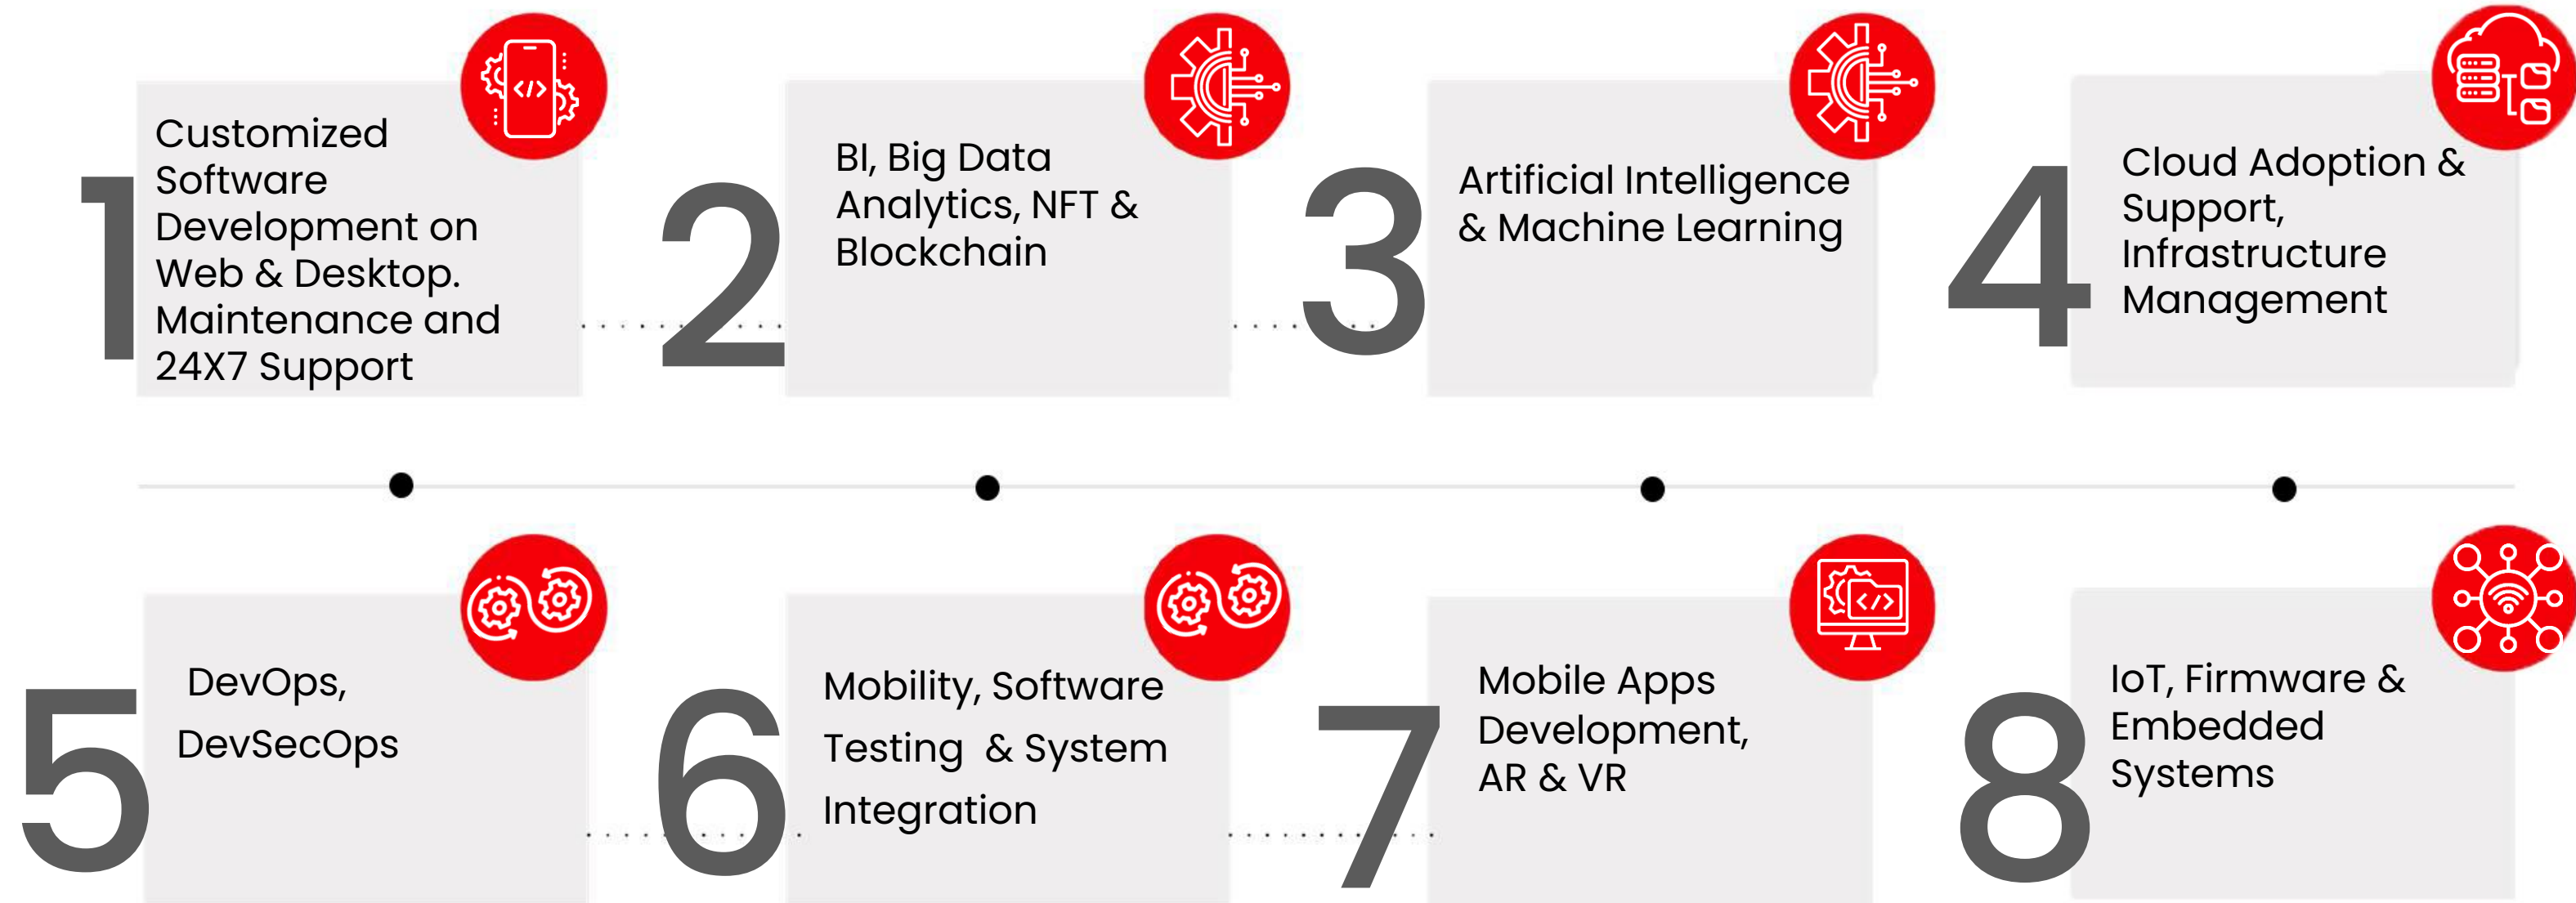 1
Customized
Software
Development on
Web & Desktop.
Maintenance and
24X7 Support
2
BI, Big Data
Analytics, NFT &
Blockchain
3
Artificial Intelligence
& Machine Learning
4
Cloud Adoption &
Support,
Infrastructure
Management
5
DevOps,
DevSecOps
6
Mobility, Software
Testing & System
Integration
7
Mobile Apps
Development,
AR & VR
8
IoT, Firmware &
Embedded
Systems